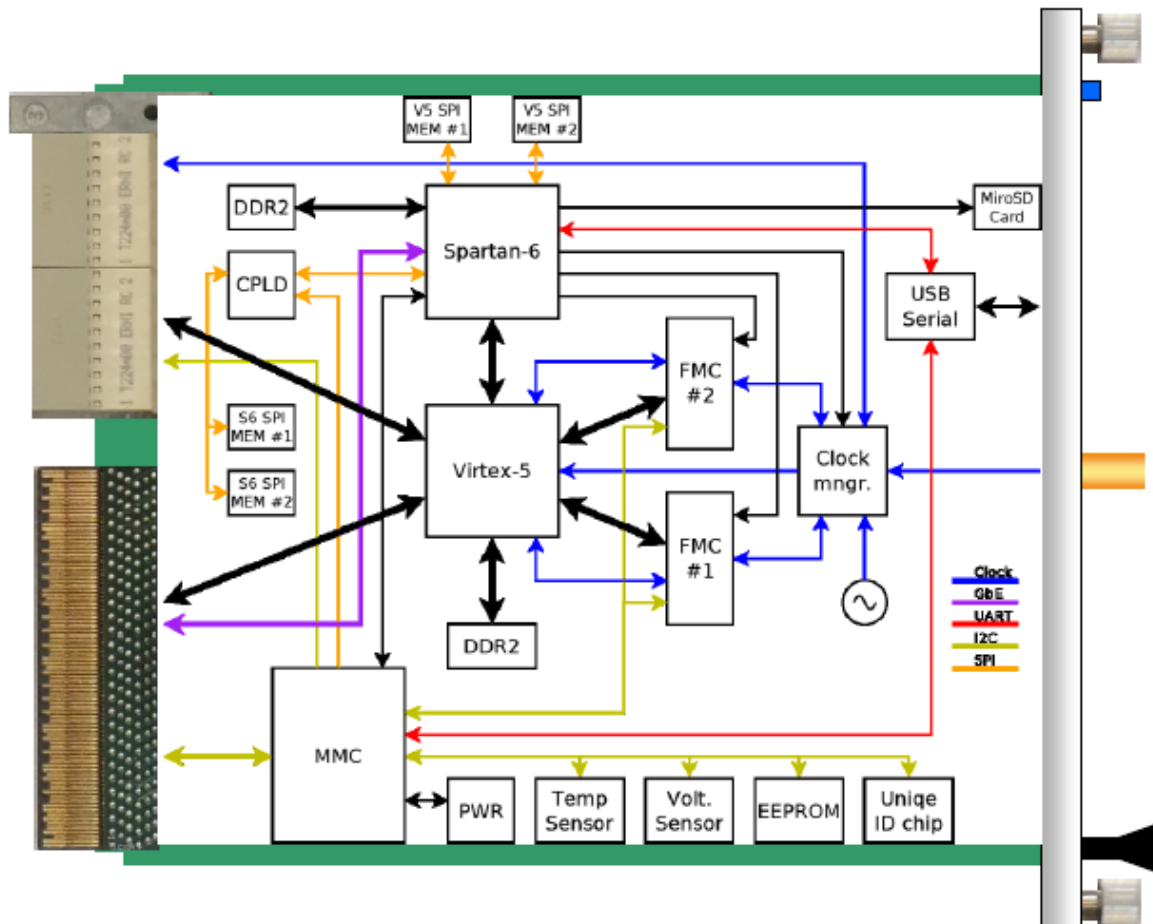 V5 SPI
MEM #1
V5 SPI
MEM #2
DDR2
Spartan-6
MiroSD
Card
CPLD
USB
Serial
FMC
#2
S6 SPI
MEM #1
Virtex-5
Clock
mngr.
S6 SPI
MEM #2
FMC
#1
Clock
GbE
UART
I2C
SPI
DDR2
MMC
PWR
Temp
Sensor
Volt.
Sensor
EEPROM
Uniqe
ID chip